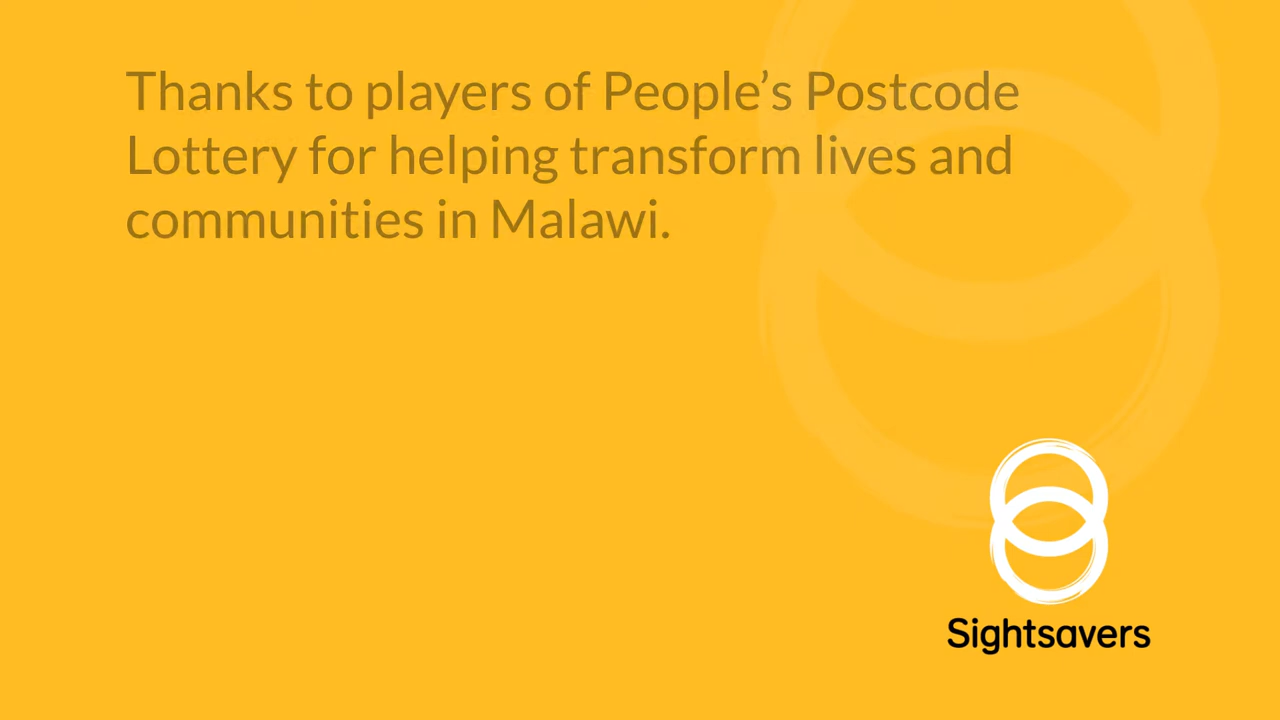 Thanks to players of People’s Postcode
Lottery for helping transform lives and
communities in Malawi.
Sightsavers